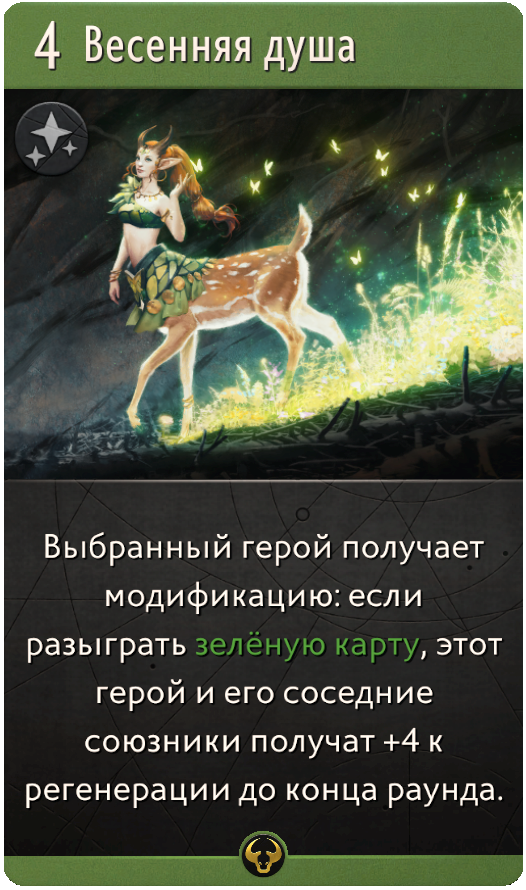 4 Весенняя душа
Выбранный герой получает
модификацию: если
разыграть зелёную карту, этот
герой и его соседние
союзники получат +4 к
регенерации до конца раунда.